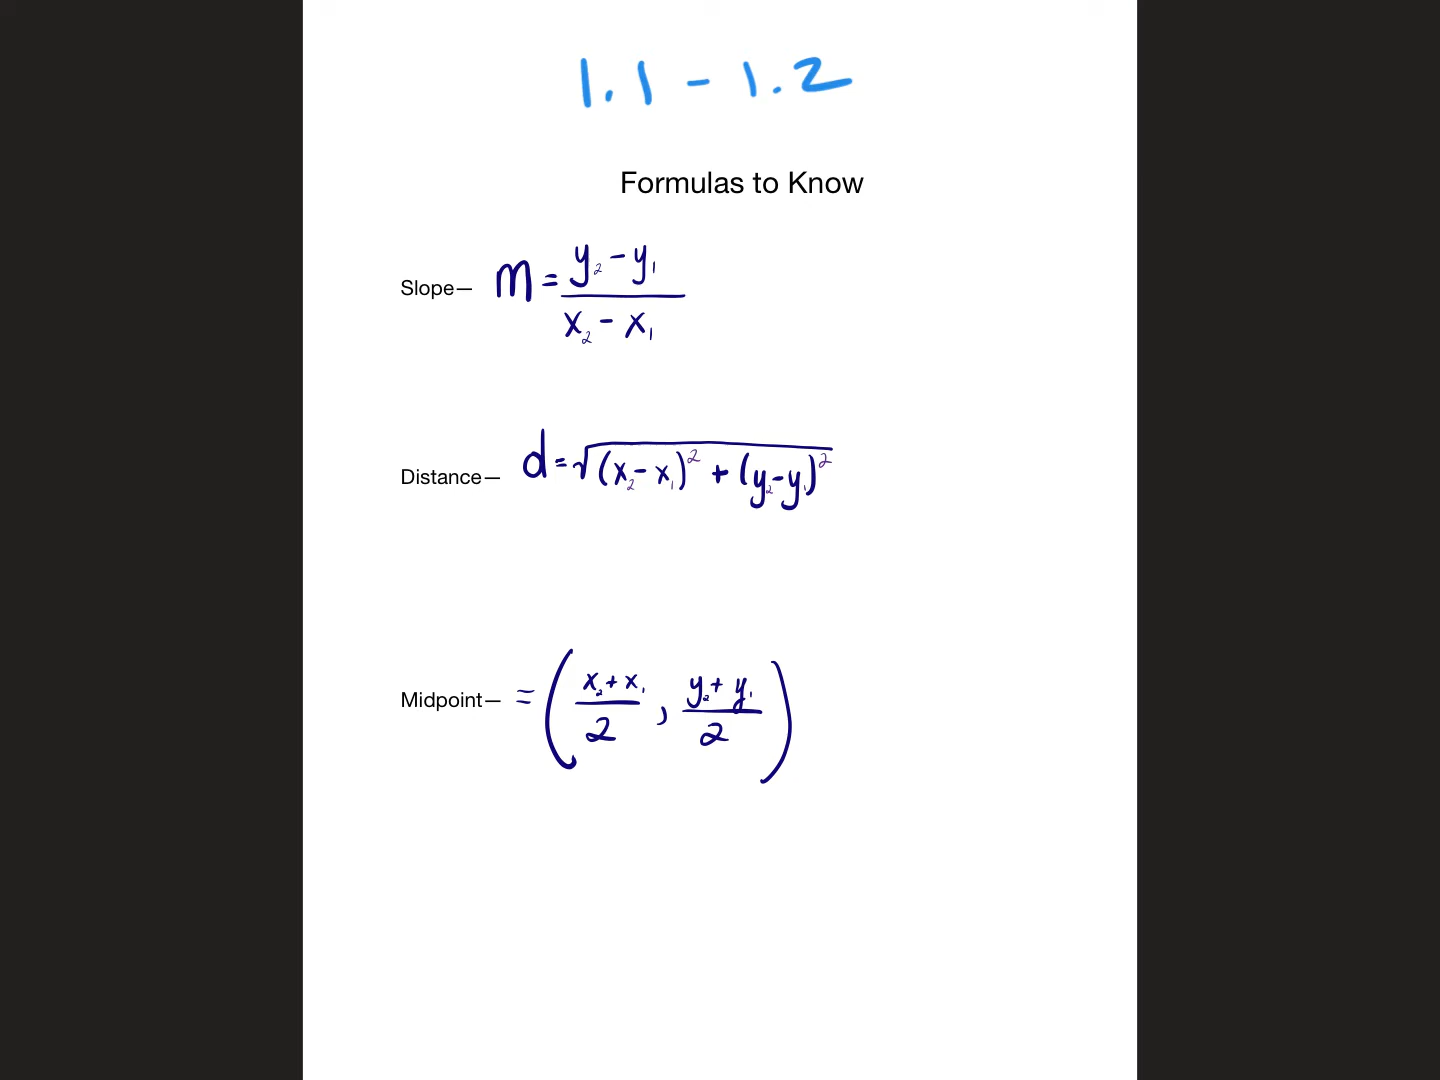 1.1 - 1.2
Formulas to Know
Slope— m = (y₂ - y₁) / (x₂ - x₁)
Distance— d = √((x₂ - x₁)² + (y₂ - y₁)²)
Midpoint— = ((x₂ + x₁)/2 , (y₂ + y₁)/2)